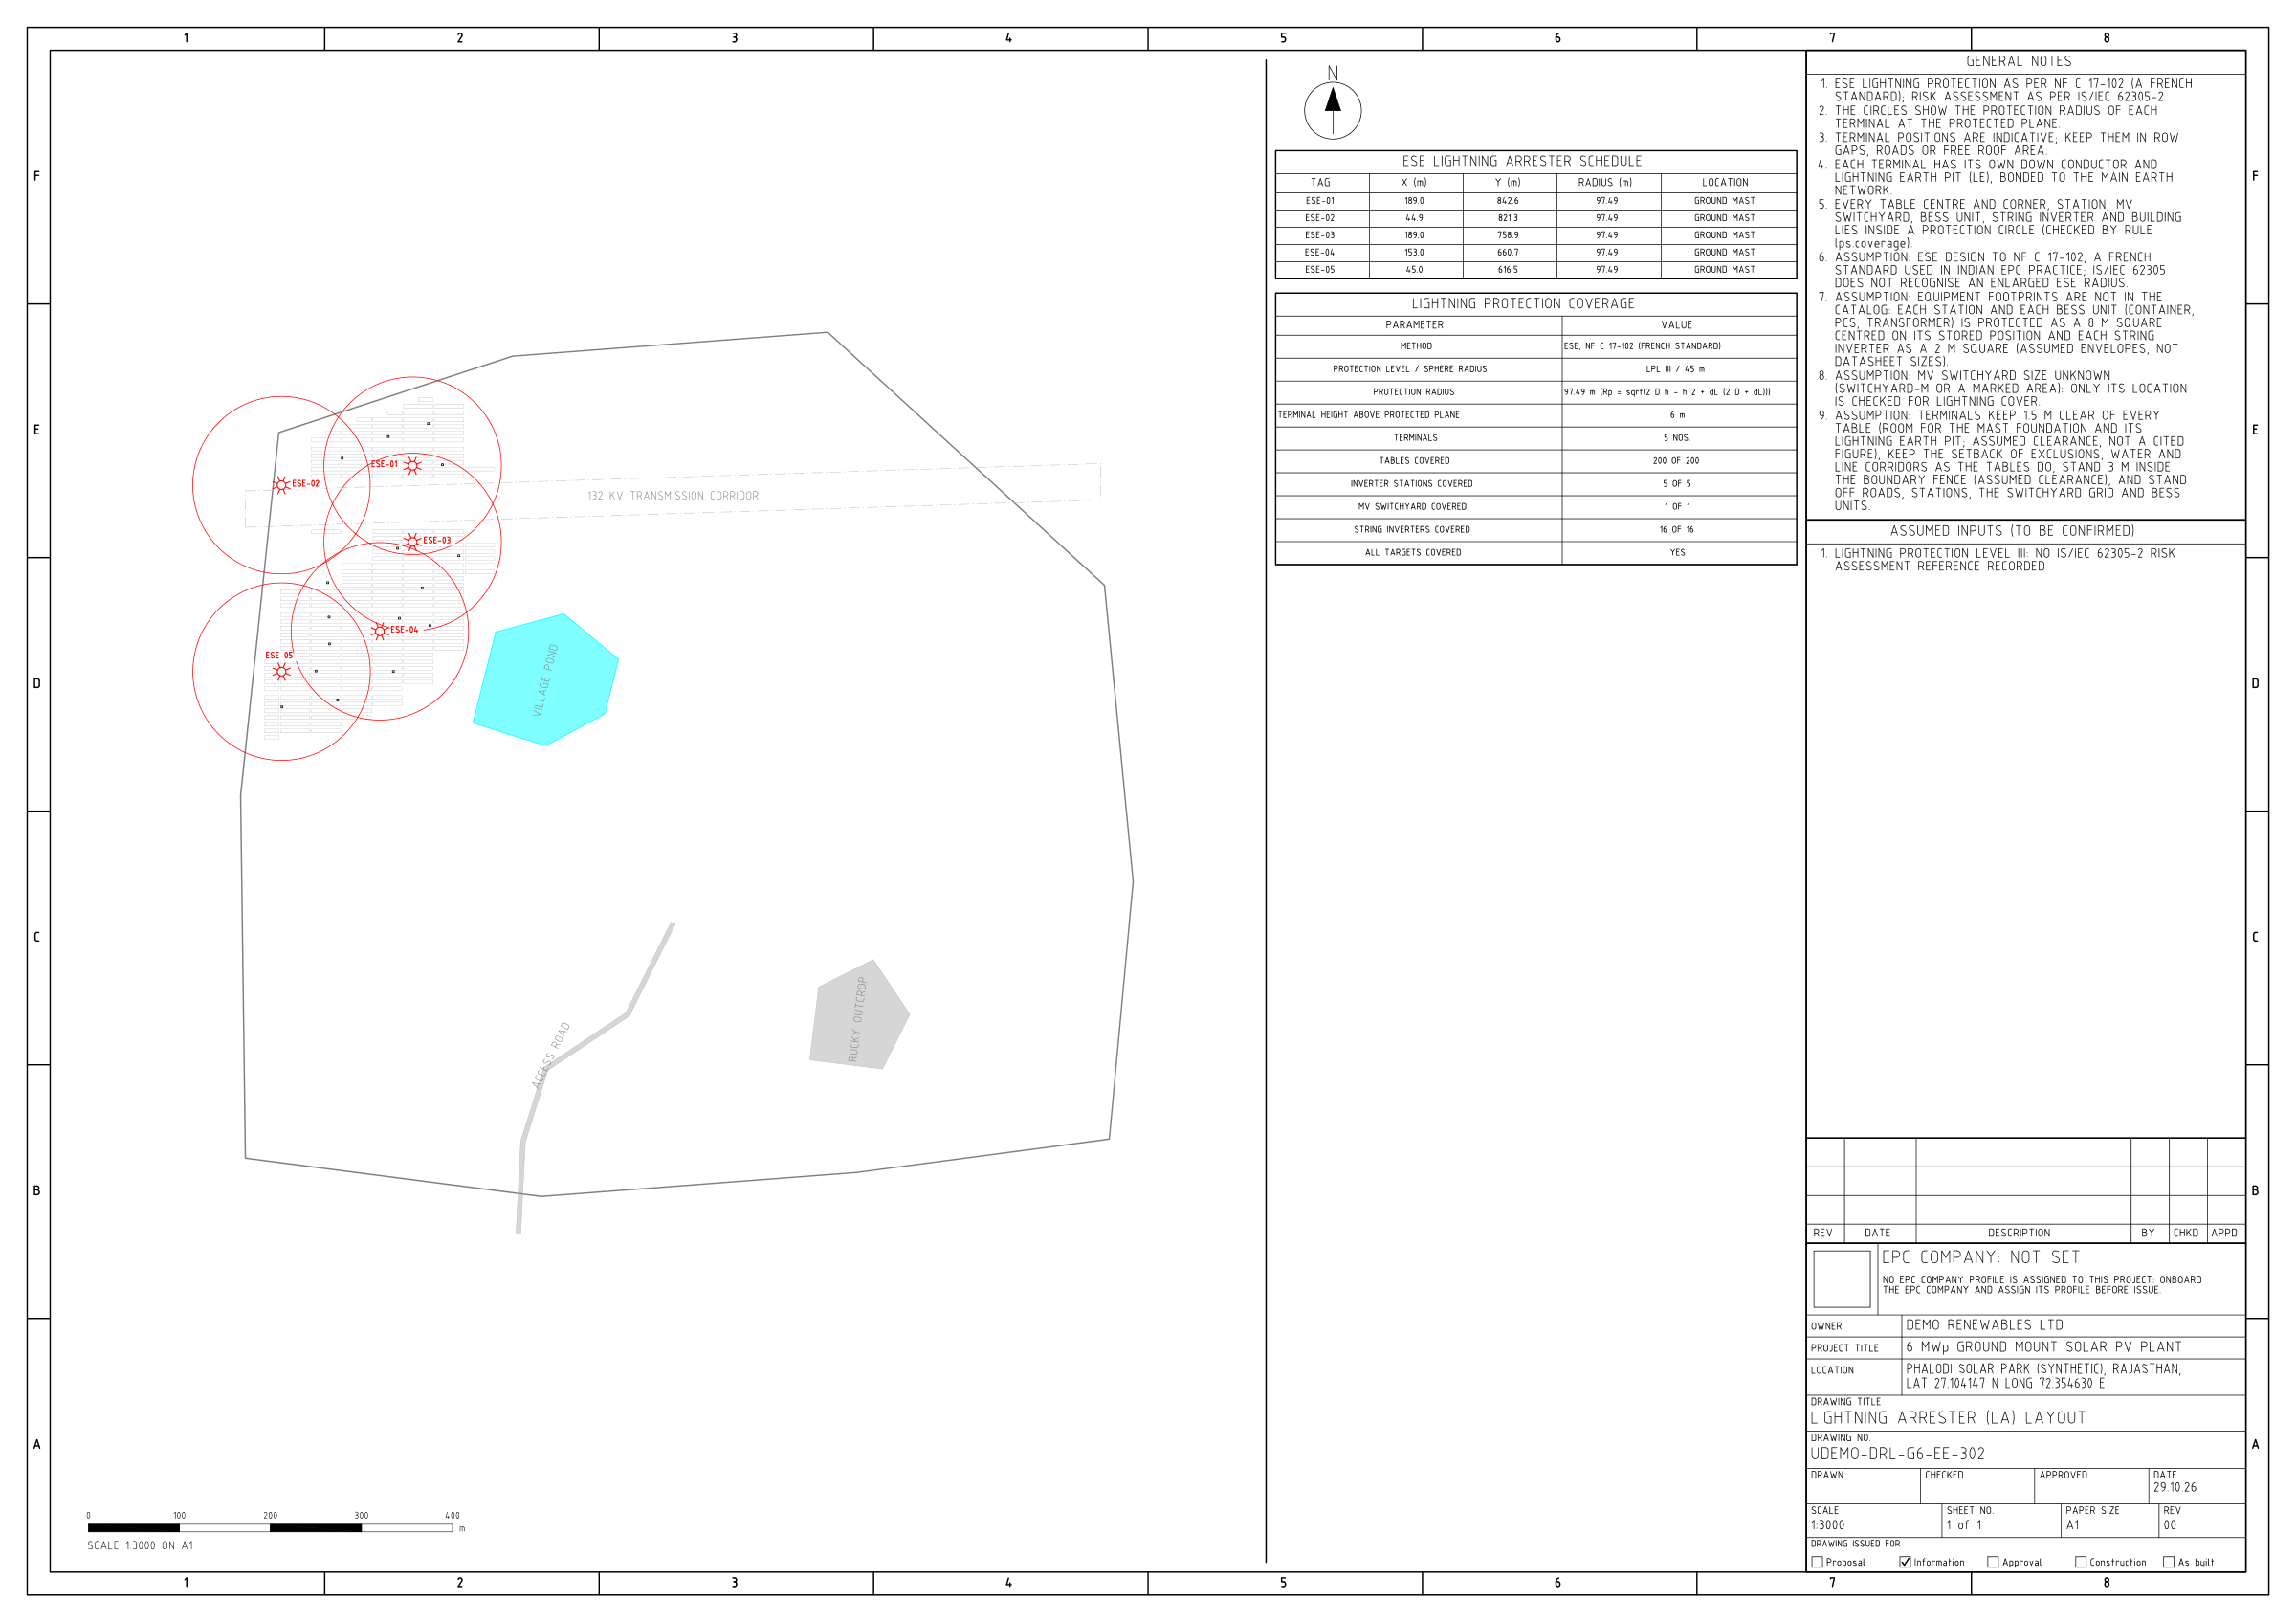 1 2 3 4 5 6 7 8
F
E
D
C
B
A
N
ESE-01
ESE-02
ESE-03
ESE-04
ESE-05
132 KV TRANSMISSION CORRIDOR
VILLAGE POND
ROCKY OUTCROP
ACCESS ROAD
0 100 200 300 400 m
SCALE 1:3000 ON A1
ESE LIGHTNING ARRESTER SCHEDULE
TAG X (m) Y (m) RADIUS (m) LOCATION
ESE-01 189.0 842.6 97.49 GROUND MAST
ESE-02 44.9 821.3 97.49 GROUND MAST
ESE-03 189.0 758.9 97.49 GROUND MAST
ESE-04 153.0 660.7 97.49 GROUND MAST
ESE-05 45.0 616.5 97.49 GROUND MAST
LIGHTNING PROTECTION COVERAGE
PARAMETER VALUE
METHOD ESE, NF C 17-102 (FRENCH STANDARD)
PROTECTION LEVEL / SPHERE RADIUS LPL III / 45 m
PROTECTION RADIUS 97.49 m (Rp = sqrt(2 D h - h^2 + dL (2 D + dL)))
TERMINAL HEIGHT ABOVE PROTECTED PLANE 6 m
TERMINALS 5 NOS.
TABLES COVERED 200 OF 200
INVERTER STATIONS COVERED 5 OF 5
MV SWITCHYARD COVERED 1 OF 1
STRING INVERTERS COVERED 16 OF 16
ALL TARGETS COVERED YES
GENERAL NOTES
1. ESE LIGHTNING PROTECTION AS PER NF C 17-102 (A FRENCH
STANDARD); RISK ASSESSMENT AS PER IS/IEC 62305-2.
2. THE CIRCLES SHOW THE PROTECTION RADIUS OF EACH
TERMINAL AT THE PROTECTED PLANE.
3. TERMINAL POSITIONS ARE INDICATIVE; KEEP THEM IN ROW
GAPS, ROADS OR FREE ROOF AREA.
4. EACH TERMINAL HAS ITS OWN DOWN CONDUCTOR AND
LIGHTNING EARTH PIT (LE), BONDED TO THE MAIN EARTH
NETWORK.
5. EVERY TABLE CENTRE AND CORNER, STATION, MV
SWITCHYARD, BESS UNIT, STRING INVERTER AND BUILDING
LIES INSIDE A PROTECTION CIRCLE (CHECKED BY RULE
lps.coverage).
6. ASSUMPTION: ESE DESIGN TO NF C 17-102, A FRENCH
STANDARD USED IN INDIAN EPC PRACTICE; IS/IEC 62305
DOES NOT RECOGNISE AN ENLARGED ESE RADIUS.
7. ASSUMPTION: EQUIPMENT FOOTPRINTS ARE NOT IN THE
CATALOG: EACH STATION AND EACH BESS UNIT (CONTAINER,
PCS, TRANSFORMER) IS PROTECTED AS A 8 M SQUARE
CENTRED ON ITS STORED POSITION AND EACH STRING
INVERTER AS A 2 M SQUARE (ASSUMED ENVELOPES, NOT
DATASHEET SIZES).
8. ASSUMPTION: MV SWITCHYARD SIZE UNKNOWN
(SWITCHYARD-M OR A MARKED AREA): ONLY ITS LOCATION
IS CHECKED FOR LIGHTNING COVER.
9. ASSUMPTION: TERMINALS KEEP 1.5 M CLEAR OF EVERY
TABLE (ROOM FOR THE MAST FOUNDATION AND ITS
LIGHTNING EARTH PIT; ASSUMED CLEARANCE, NOT A CITED
FIGURE), KEEP THE SETBACK OF EXCLUSIONS, WATER AND
LINE CORRIDORS AS THE TABLES DO, STAND 3 M INSIDE
THE BOUNDARY FENCE (ASSUMED CLEARANCE), AND STAND
OFF ROADS, STATIONS, THE SWITCHYARD GRID AND BESS
UNITS.
ASSUMED INPUTS (TO BE CONFIRMED)
1. LIGHTNING PROTECTION LEVEL III: NO IS/IEC 62305-2 RISK
ASSESSMENT REFERENCE RECORDED
REV DATE DESCRIPTION BY CHKD APPD
EPC COMPANY: NOT SET
NO EPC COMPANY PROFILE IS ASSIGNED TO THIS PROJECT: ONBOARD
THE EPC COMPANY AND ASSIGN ITS PROFILE BEFORE ISSUE.
OWNER DEMO RENEWABLES LTD
PROJECT TITLE 6 MWp GROUND MOUNT SOLAR PV PLANT
LOCATION PHALODI SOLAR PARK (SYNTHETIC), RAJASTHAN,
LAT 27.104147 N LONG 72.354630 E
DRAWING TITLE
LIGHTNING ARRESTER (LA) LAYOUT
DRAWING NO.
UDEMO-DRL-G6-EE-302
DRAWN CHECKED APPROVED DATE
29.10.26
SCALE SHEET NO. PAPER SIZE REV
1:3000 1 of 1 A1 00
DRAWING ISSUED FOR
Proposal Information Approval Construction As built
F
E
D
C
B
A
1 2 3 4 5 6 7 8